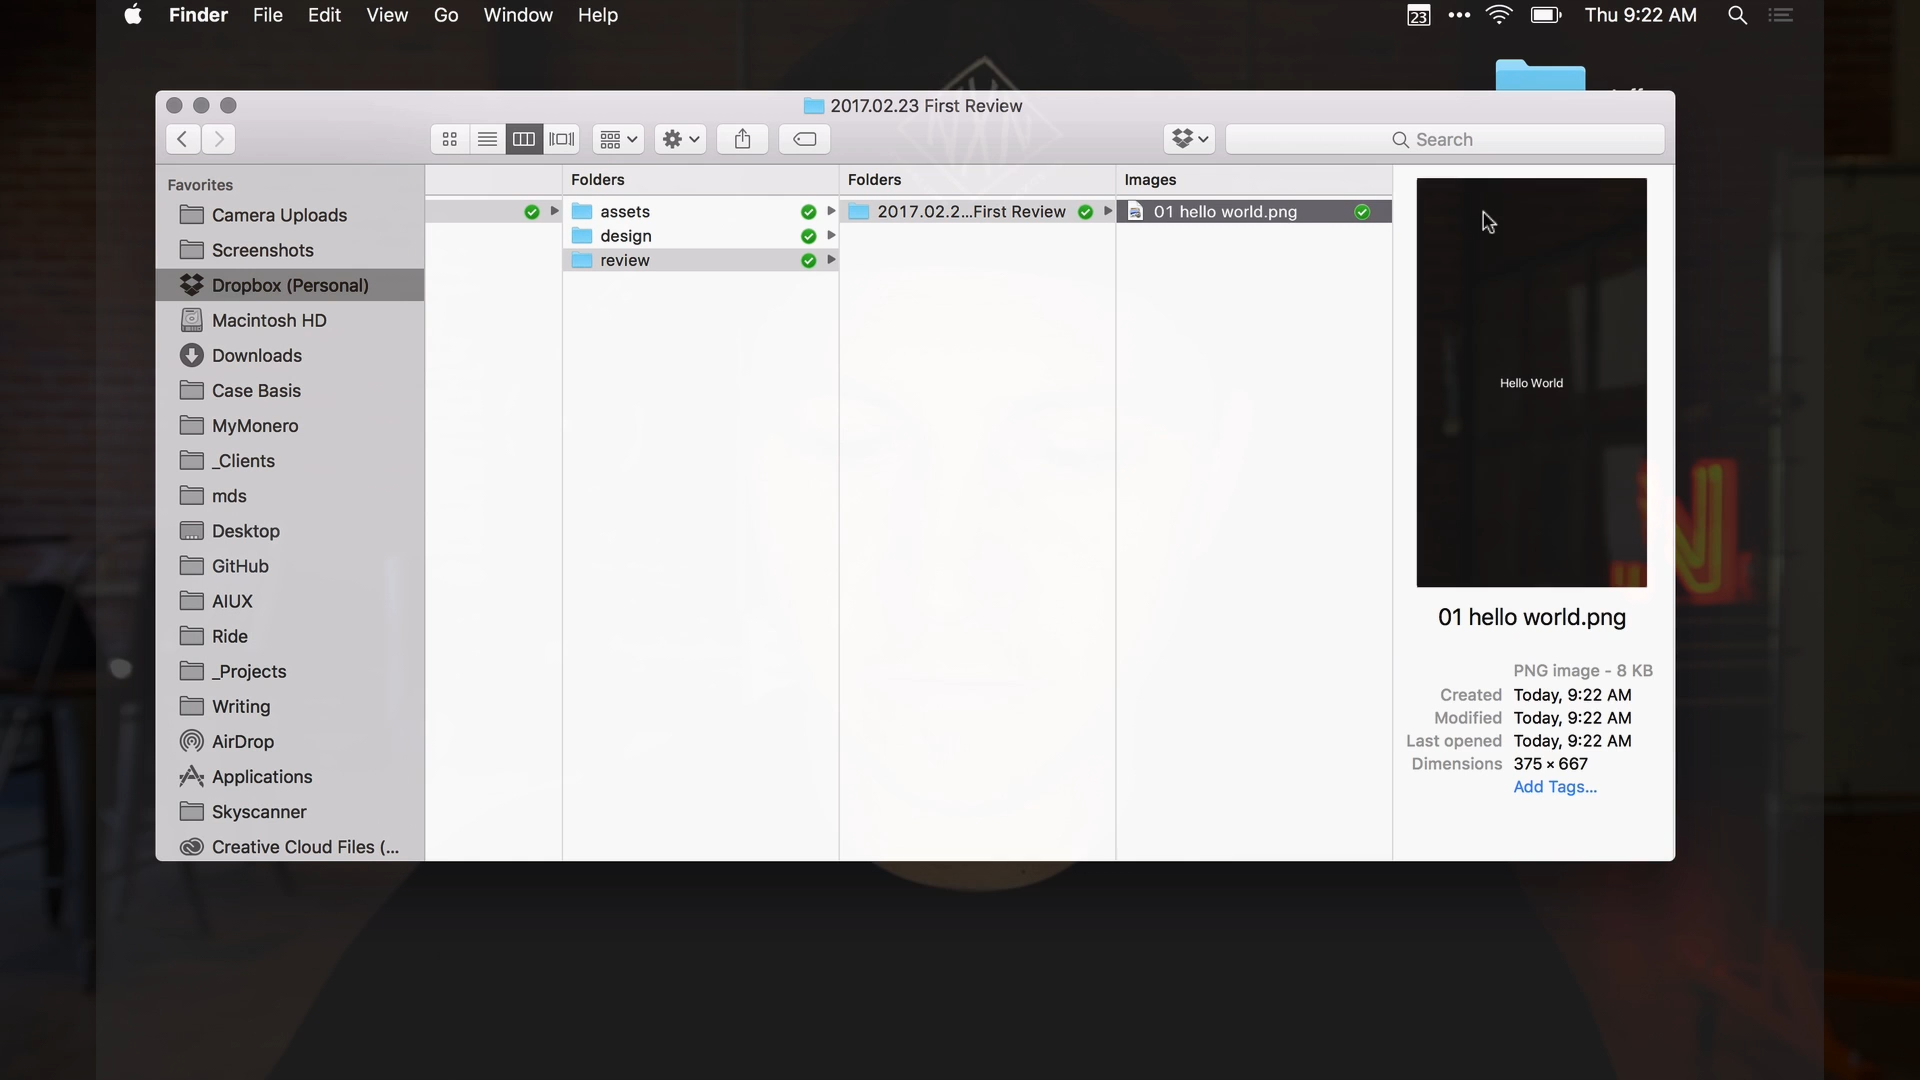 Finder File Edit View Go Window Help
23 Thu 9:22 AM
2017.02.23 First Review
Search
Favorites
Camera Uploads
Screenshots
Dropbox (Personal)
Macintosh HD
Downloads
Case Basis
MyMonero
_Clients
mds
Desktop
GitHub
AIUX
Ride
_Projects
Writing
AirDrop
Applications
Skyscanner
Creative Cloud Files (...
Folders
assets
design
review
Folders
2017.02.2...First Review
Images
01 hello world.png
Hello World
01 hello world.png
PNG image - 8 KB
Created Today, 9:22 AM
Modified Today, 9:22 AM
Last opened Today, 9:22 AM
Dimensions 375 × 667
Add Tags...